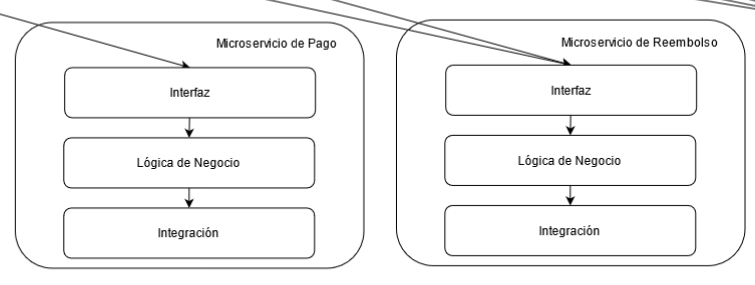 Microservicio de Pago
Interfaz
Lógica de Negocio
Integración
Microservicio de Reembolso
Interfaz
Lógica de Negocio
Integración